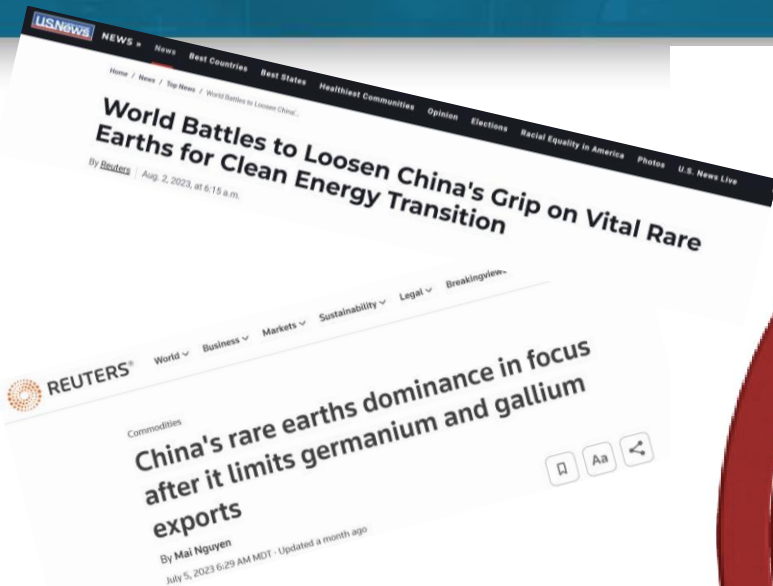 U.S.News NEWS » News Best Countries Best States Healthiest Communities Opinion Elections Racial Equality in America Photos U.S. News Live
Home / News / Top News / World Battles to Loosen China...
World Battles to Loosen China's Grip on Vital Rare
Earths for Clean Energy Transition
By Reuters | Aug. 2, 2023, at 6:15 a.m.
REUTERS® World Business Markets Sustainability Legal Breakingviews
Commodities
China's rare earths dominance in focus
after it limits germanium and gallium
exports
Aa
By Mai Nguyen
July 5, 2023 6:29 AM MDT · Updated a month ago